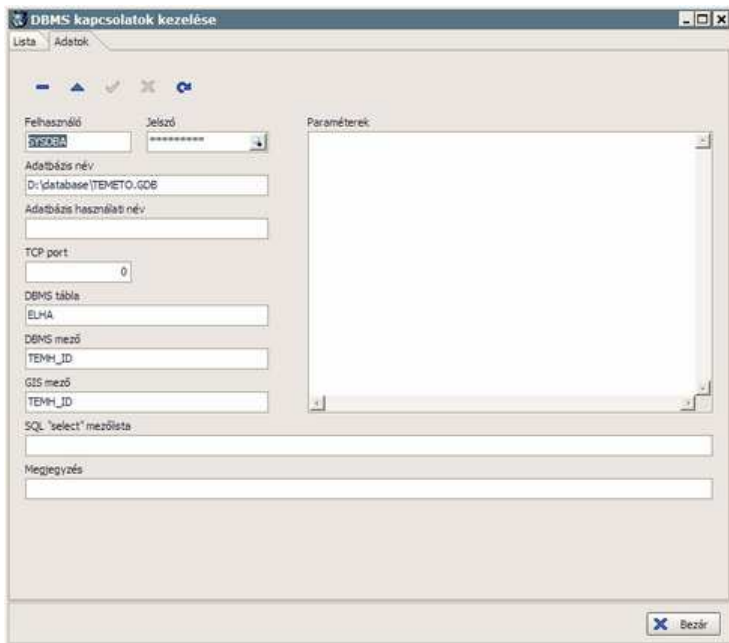 DBMS kapcsolatok kezelése
Lista Adatok
Felhasználó Jelszó Paraméterek
SYSDBA *********
Adatbázis név
D:\database\TEMETO.GDB
Adatbázis használati név
TCP port
0
DBMS tábla
ELHA
DBMS mező
TEMH_ID
GIS mező
TEMH_ID
SQL "select" mezőlista
Megjegyzés
Bezár